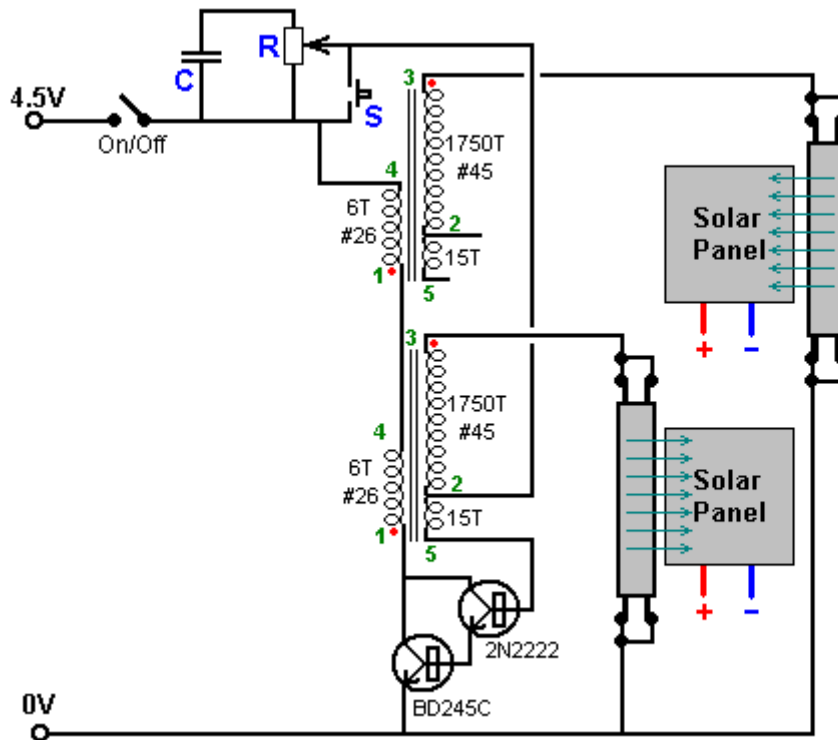 R
C
3
4.5V
S
On/Off
1750T
#45
4
6T
#26
2
15T
1
5
Solar
Panel
+ −
3
1750T
#45
4
6T
#26
2
15T
1
5
Solar
Panel
+ −
2N2222
BD245C
0V